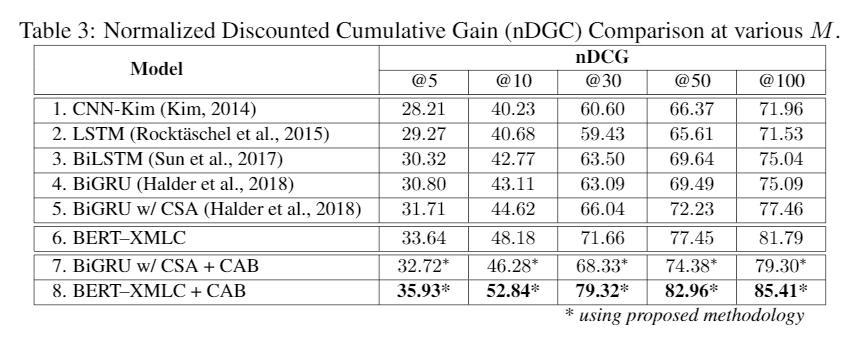 Table 3: Normalized Discounted Cumulative Gain (nDGC) Comparison at various M.
Model nDCG
@5 @10 @30 @50 @100
1. CNN-Kim (Kim, 2014) 28.21 40.23 60.60 66.37 71.96
2. LSTM (Rocktäschel et al., 2015) 29.27 40.68 59.43 65.61 71.53
3. BiLSTM (Sun et al., 2017) 30.32 42.77 63.50 69.64 75.04
4. BiGRU (Halder et al., 2018) 30.80 43.11 63.09 69.49 75.09
5. BiGRU w/ CSA (Halder et al., 2018) 31.71 44.62 66.04 72.23 77.46
6. BERT–XMLC 33.64 48.18 71.66 77.45 81.79
7. BiGRU w/ CSA + CAB 32.72* 46.28* 68.33* 74.38* 79.30*
8. BERT–XMLC + CAB 35.93* 52.84* 79.32* 82.96* 85.41*
* using proposed methodology